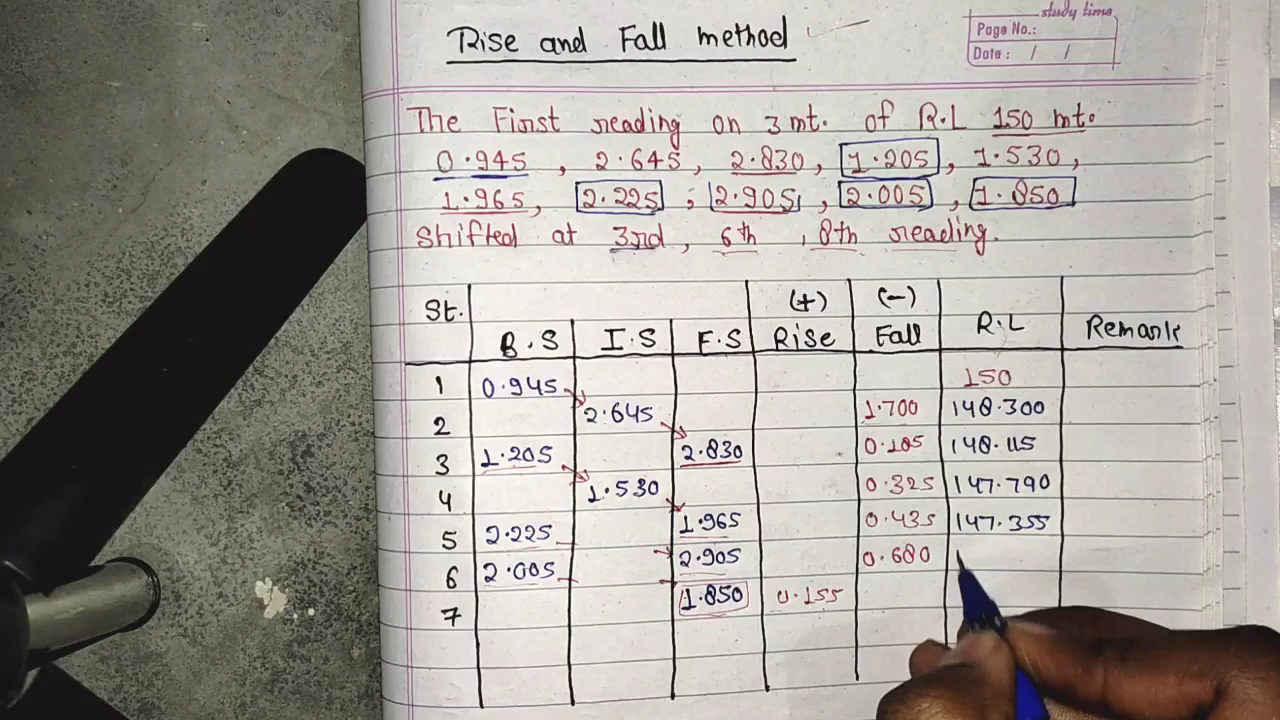 study time
Page No.:
Date : / /
Rise and Fall method
The First reading on 3mt. of R.L 150 mt.
0.945 , 2.645, 2.830, 1.205, 1.530,
1.965, 2.225 , 2.905, 2.005, 1.850
shifted at 3rd, 6th , 8th reading.
St. B.S I.S F.S (+) Rise (-) Fall R.L Remark
1 0.945 150
2 2.645 1.700 148.300
3 1.205 2.830 0.185 148.115
4 1.530 0.325 147.790
5 2.225 1.965 0.435 147.355
6 2.005 2.905 0.680
7 1.850 0.155